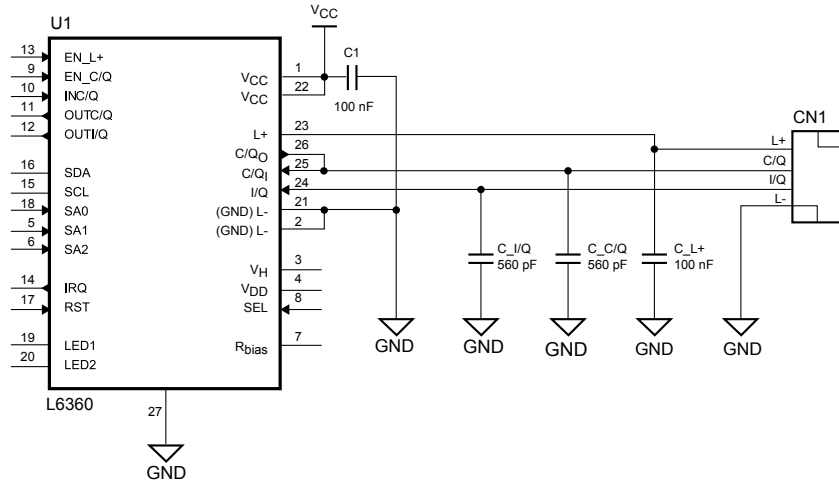 U1
VCC
C1
100 nF
13 EN_L+
9 EN_C/Q
10 INC/Q
11 OUTC/Q
12 OUTI/Q
16 SDA
15 SCL
18 SA0
5 SA1
6 SA2
14 IRQ
17 RST
19 LED1
20 LED2
VCC 1
VCC 22
L+ 23
C/QO 26
C/QI 25
I/Q 24
(GND) L- 21
(GND) L- 2
VH 3
VDD 4
SEL 8
Rbias 7
L6360
27
GND
GND
C_I/Q
560 pF
GND
C_C/Q
560 pF
GND
C_L+
100 nF
GND
GND
CN1
L+
C/Q
I/Q
L-